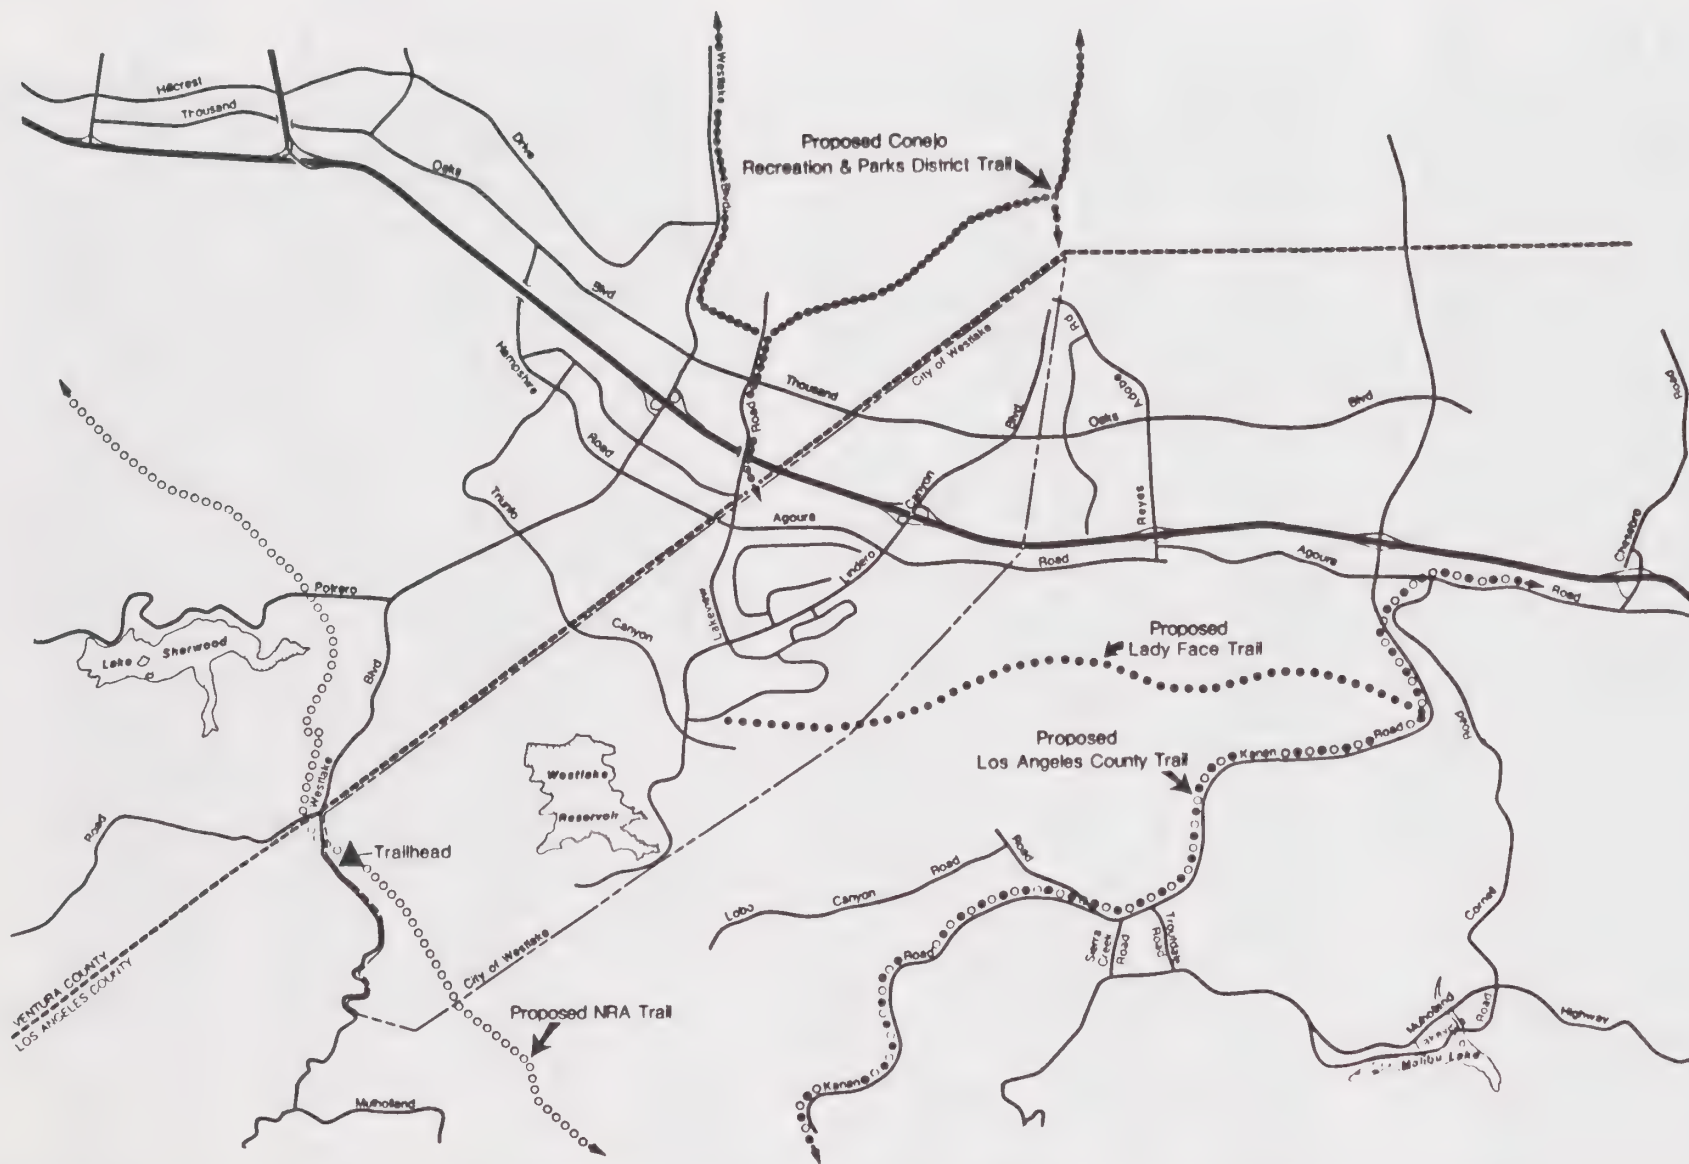 Hillcrest
Thousand
Drive
Oaks
Westlake
Blvd
Proposed Conejo
Recreation & Parks District Trail
Blvd
Hampshire
Road
Road
Thousand
City of Westlake
Rd
Adobe
Blvd
Oaks
Blvd
Road
Triunfo
Agoura
Canyon
Lindero
Road
Reyes
Agoura
Road
Chesebro
Potrero
Lake Sherwood
Blvd
Canyon
Lakeview
Proposed
Lady Face Trail
Road
Kanan
Road
Proposed
Los Angeles County Trail
Westlake
Reservoir
Westlake
Road
Trailhead
Road
Road
Canyon
Lobo
Cornell
Sierra
Creek
Road
Troutdale
Road
Road
City of Westlake
VENTURA COUNTY
LOS ANGELES COUNTY
Proposed NRA Trail
Mulholland
Road
Highway
Malibu Lake
Kanan
Mulholland